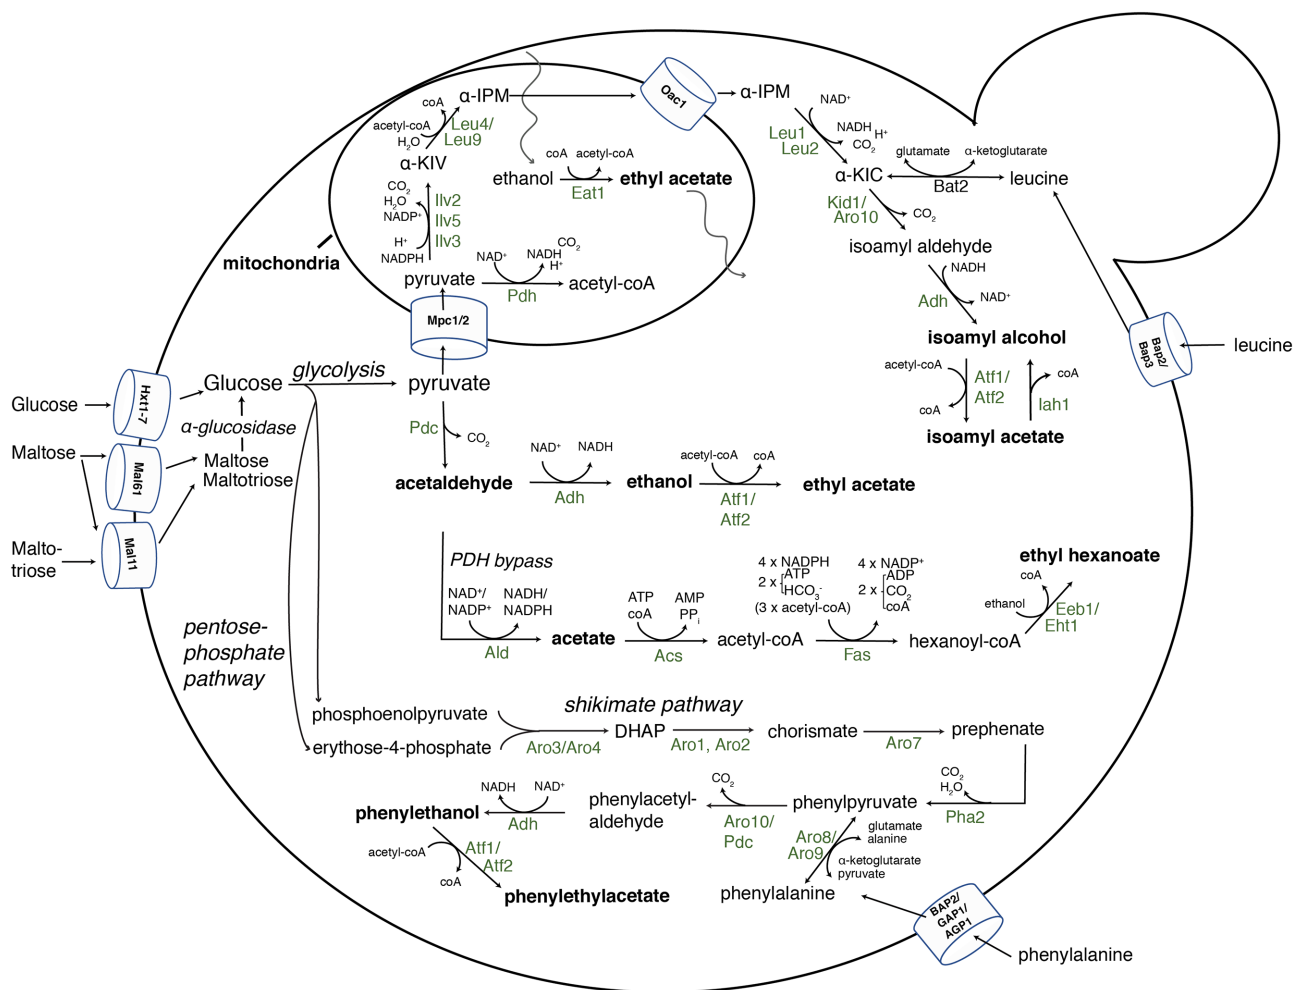 α-IPM
Oac1
α-IPM
NAD⁺
coA
acetyl-coA
H₂O
Leu4/
Leu9
Leu1
Leu2
NADH H⁺
CO₂
α-KIV
coA acetyl-coA
ethanol
Eat1
ethyl acetate
glutamate
α-ketoglutarate
α-KIC
Bat2
leucine
CO₂
H₂O
NADP⁺
H⁺
NADPH
Ilv2
Ilv5
Ilv3
Kid1/
Aro10
CO₂
isoamyl aldehyde
mitochondria
pyruvate
NAD⁺
NADH
CO₂
H⁺
Pdh
acetyl-coA
NADH
NAD⁺
Adh
Mpc1/2
isoamyl alcohol
Bap2/
Bap3
leucine
acetyl-coA
coA
Atf1/
Atf2
coA
Iah1
isoamyl acetate
Glucose
Hxt1-7
Glucose
glycolysis
pyruvate
α-glucosidase
Maltose
Mal61
Maltose
Maltotriose
Malto-
triose
Mal11
Pdc
CO₂
acetaldehyde
NAD⁺
NADH
Adh
ethanol
acetyl-coA
coA
Atf1/
Atf2
ethyl acetate
PDH bypass
NAD⁺/
NADP⁺
NADH/
NADPH
Ald
acetate
ATP
coA
AMP
PPᵢ
Acs
acetyl-coA
4 x NADPH
2 x ATP
HCO₃⁻
(3 x acetyl-coA)
4 x NADP⁺
2 x ADP
CO₂
coA
Fas
hexanoyl-coA
ethanol
coA
Eeb1/
Eht1
ethyl hexanoate
pentose-
phosphate
pathway
shikimate pathway
phosphoenolpyruvate
erythose-4-phosphate
Aro3/Aro4
DHAP
Aro1, Aro2
chorismate
Aro7
prephenate
CO₂
H₂O
Pha2
phenylpyruvate
CO₂
Aro10/
Pdc
phenylacetyl-
aldehyde
NADH
NAD⁺
Adh
phenylethanol
acetyl-coA
coA
Atf1/
Atf2
phenylethylacetate
Aro8/
Aro9
glutamate
alanine
α-ketoglutarate
pyruvate
phenylalanine
BAP2/
GAP1/
AGP1
phenylalanine